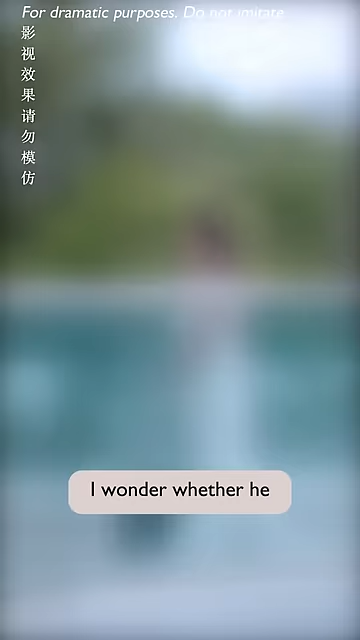 For dramatic purposes. Do not imitate
影视效果请勿模仿
I wonder whether he